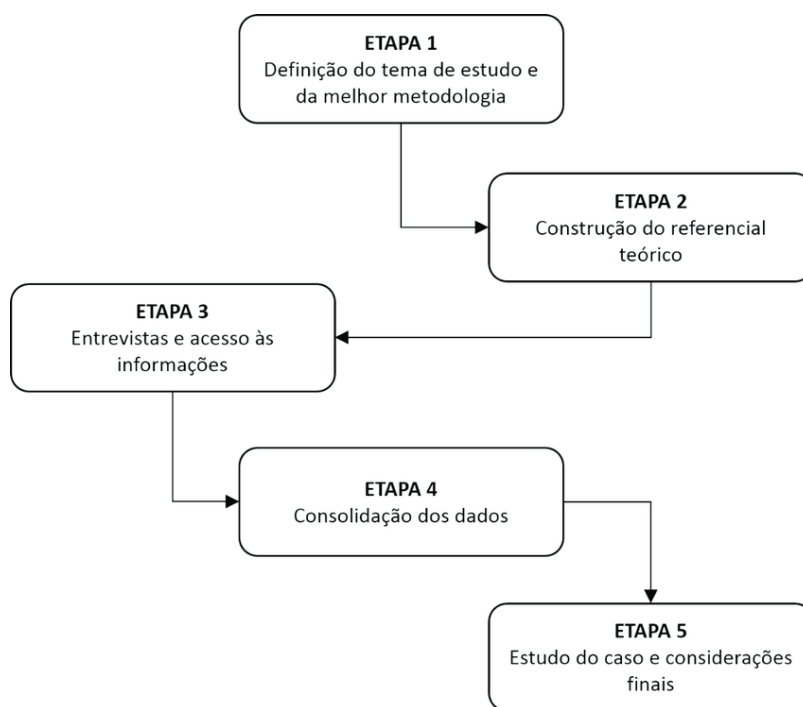 ETAPA 1
Definição do tema de estudo e
da melhor metodologia
ETAPA 2
Construção do referencial
teórico
ETAPA 3
Entrevistas e acesso às
informações
ETAPA 4
Consolidação dos dados
ETAPA 5
Estudo do caso e considerações
finais